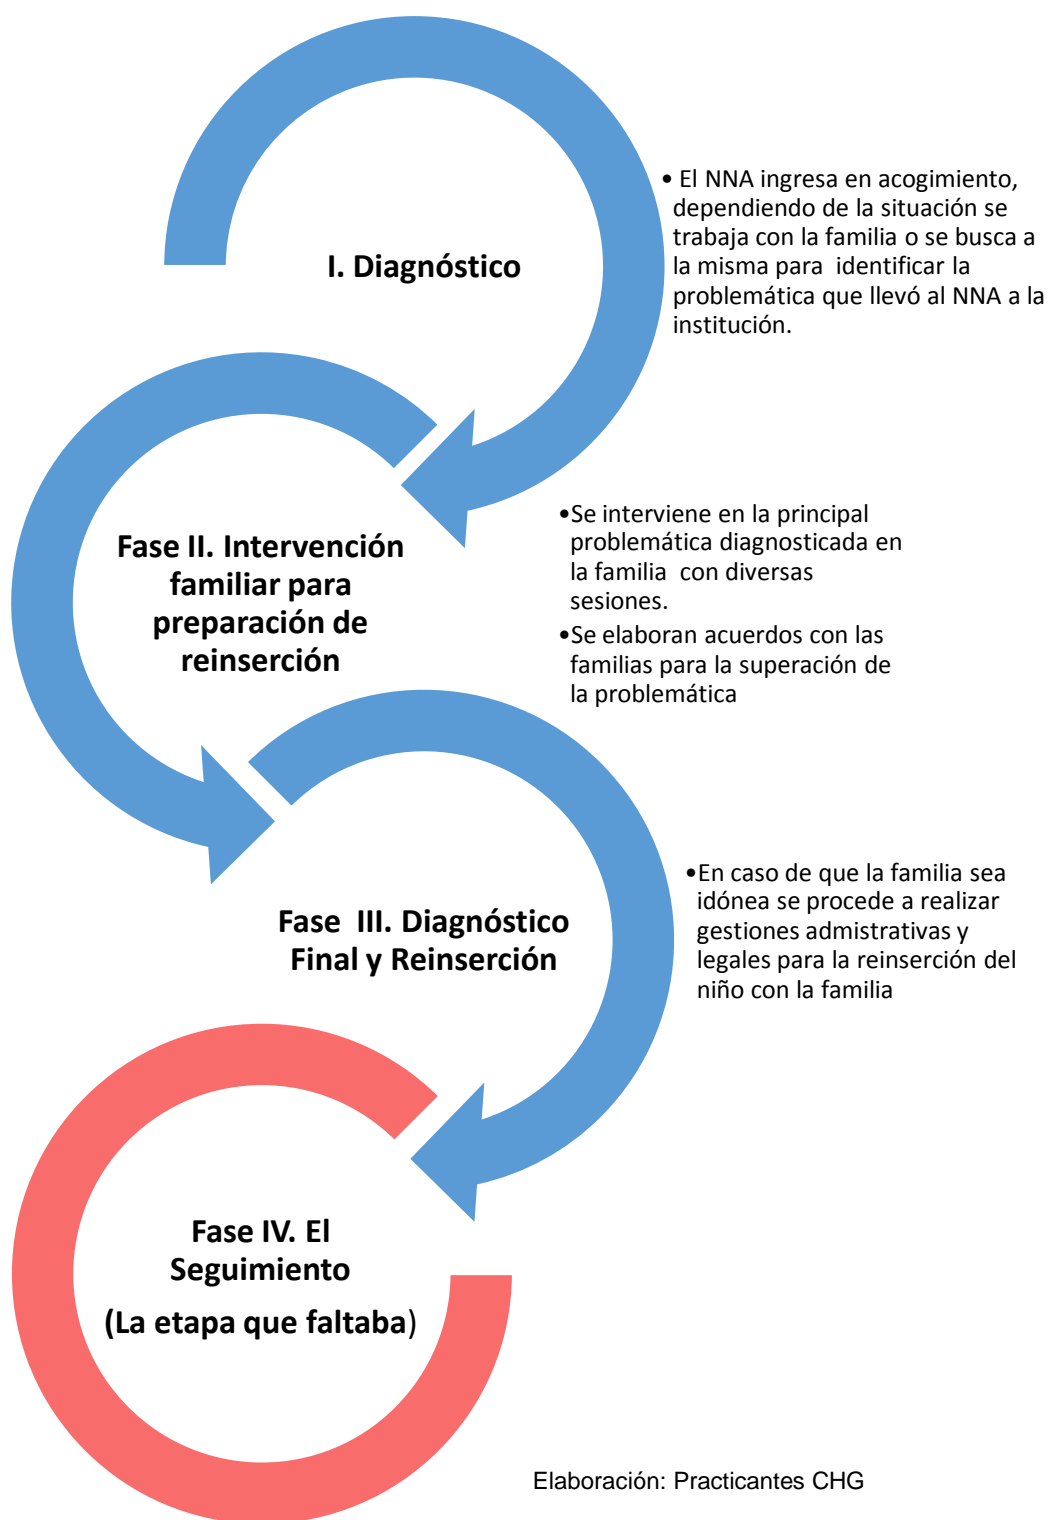 I. Diagnóstico
• El NNA ingresa en acogimiento,
dependiendo de la situación se
trabaja con la familia o se busca a
la misma para identificar la
problemática que llevó al NNA a la
institución.
Fase II. Intervención
familiar para
preparación de
reinserción
•Se interviene en la principal
problemática diagnosticada en
la familia con diversas
sesiones.
•Se elaboran acuerdos con las
familias para la superación de
la problemática
Fase III. Diagnóstico
Final y Reinserción
•En caso de que la familia sea
idónea se procede a realizar
gestiones admistrativas y
legales para la reinserción del
niño con la familia
Fase IV. El
Seguimiento
(La etapa que faltaba)
Elaboración: Practicantes CHG